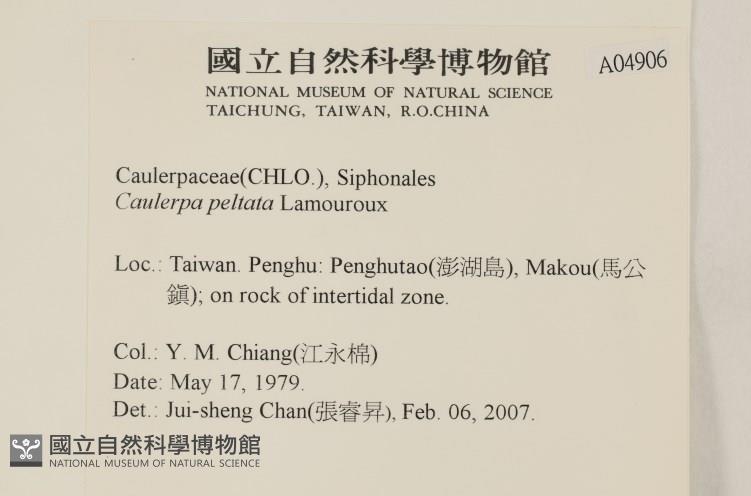 國立自然科學博物館
A04906
NATIONAL MUSEUM OF NATURAL SCIENCE
TAICHUNG, TAIWAN, R.O.CHINA
Caulerpaceae(CHLO.), Siphonales
Caulerpa peltata Lamouroux
Loc.: Taiwan. Penghu: Penghutao(澎湖島), Makou(馬公
鎮); on rock of intertidal zone.
Col.: Y. M. Chiang(江永棉)
Date: May 17, 1979.
Det.: Jui-sheng Chan(張睿昇), Feb. 06, 2007.
國立自然科學博物館
NATIONAL MUSEUM OF NATURAL SCIENCE